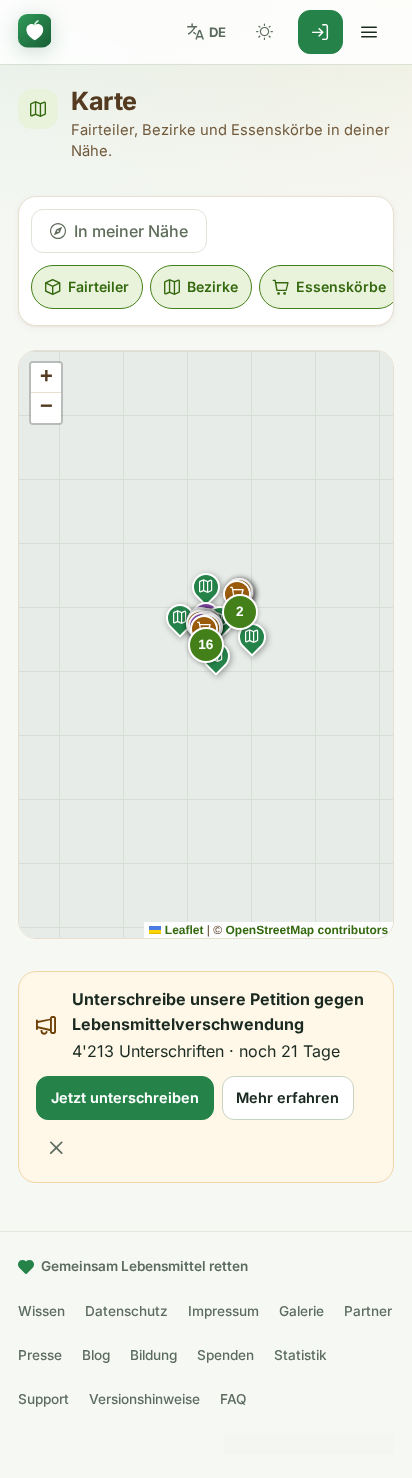 DE
Karte
Fairteiler, Bezirke und Essenskörbe in deiner
Nähe.
In meiner Nähe
Fairteiler Bezirke Essenskörbe
+
−
2
16
Leaflet | © OpenStreetMap contributors
Unterschreibe unsere Petition gegen
Lebensmittelverschwendung
4'213 Unterschriften · noch 21 Tage
Jetzt unterschreiben Mehr erfahren
Gemeinsam Lebensmittel retten
Wissen Datenschutz Impressum Galerie Partner
Presse Blog Bildung Spenden Statistik
Support Versionshinweise FAQ